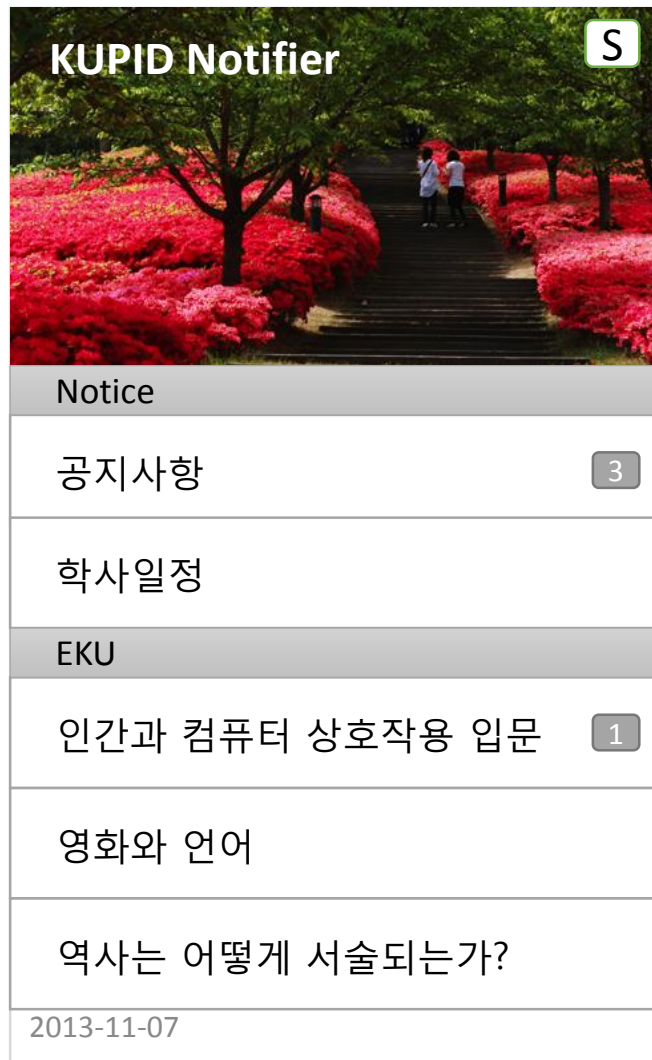 KUPID Notifier
S
Notice
공지사항
3
학사일정
EKU
인간과 컴퓨터 상호작용 입문
1
영화와 언어
역사는 어떻게 서술되는가?
2013-11-07